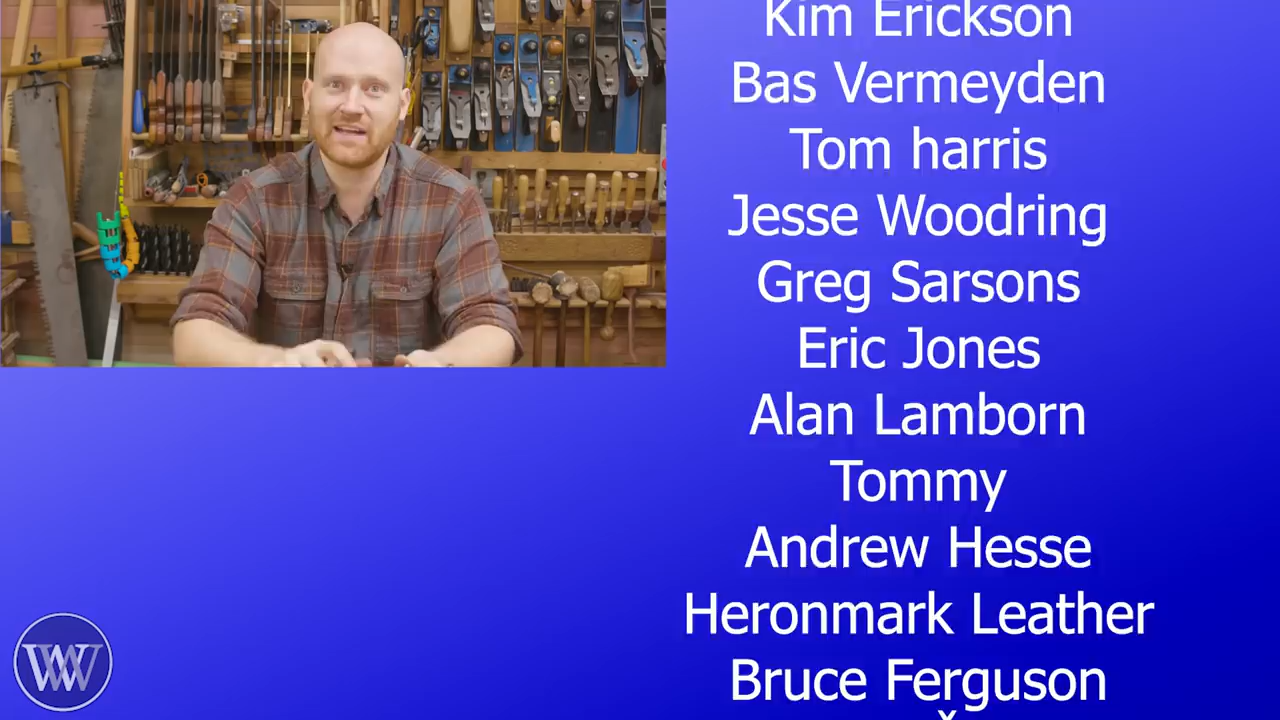 Kim Erickson
Bas Vermeyden
Tom harris
Jesse Woodring
Greg Sarsons
Eric Jones
Alan Lamborn
Tommy
Andrew Hesse
Heronmark Leather
Bruce Ferguson
WW